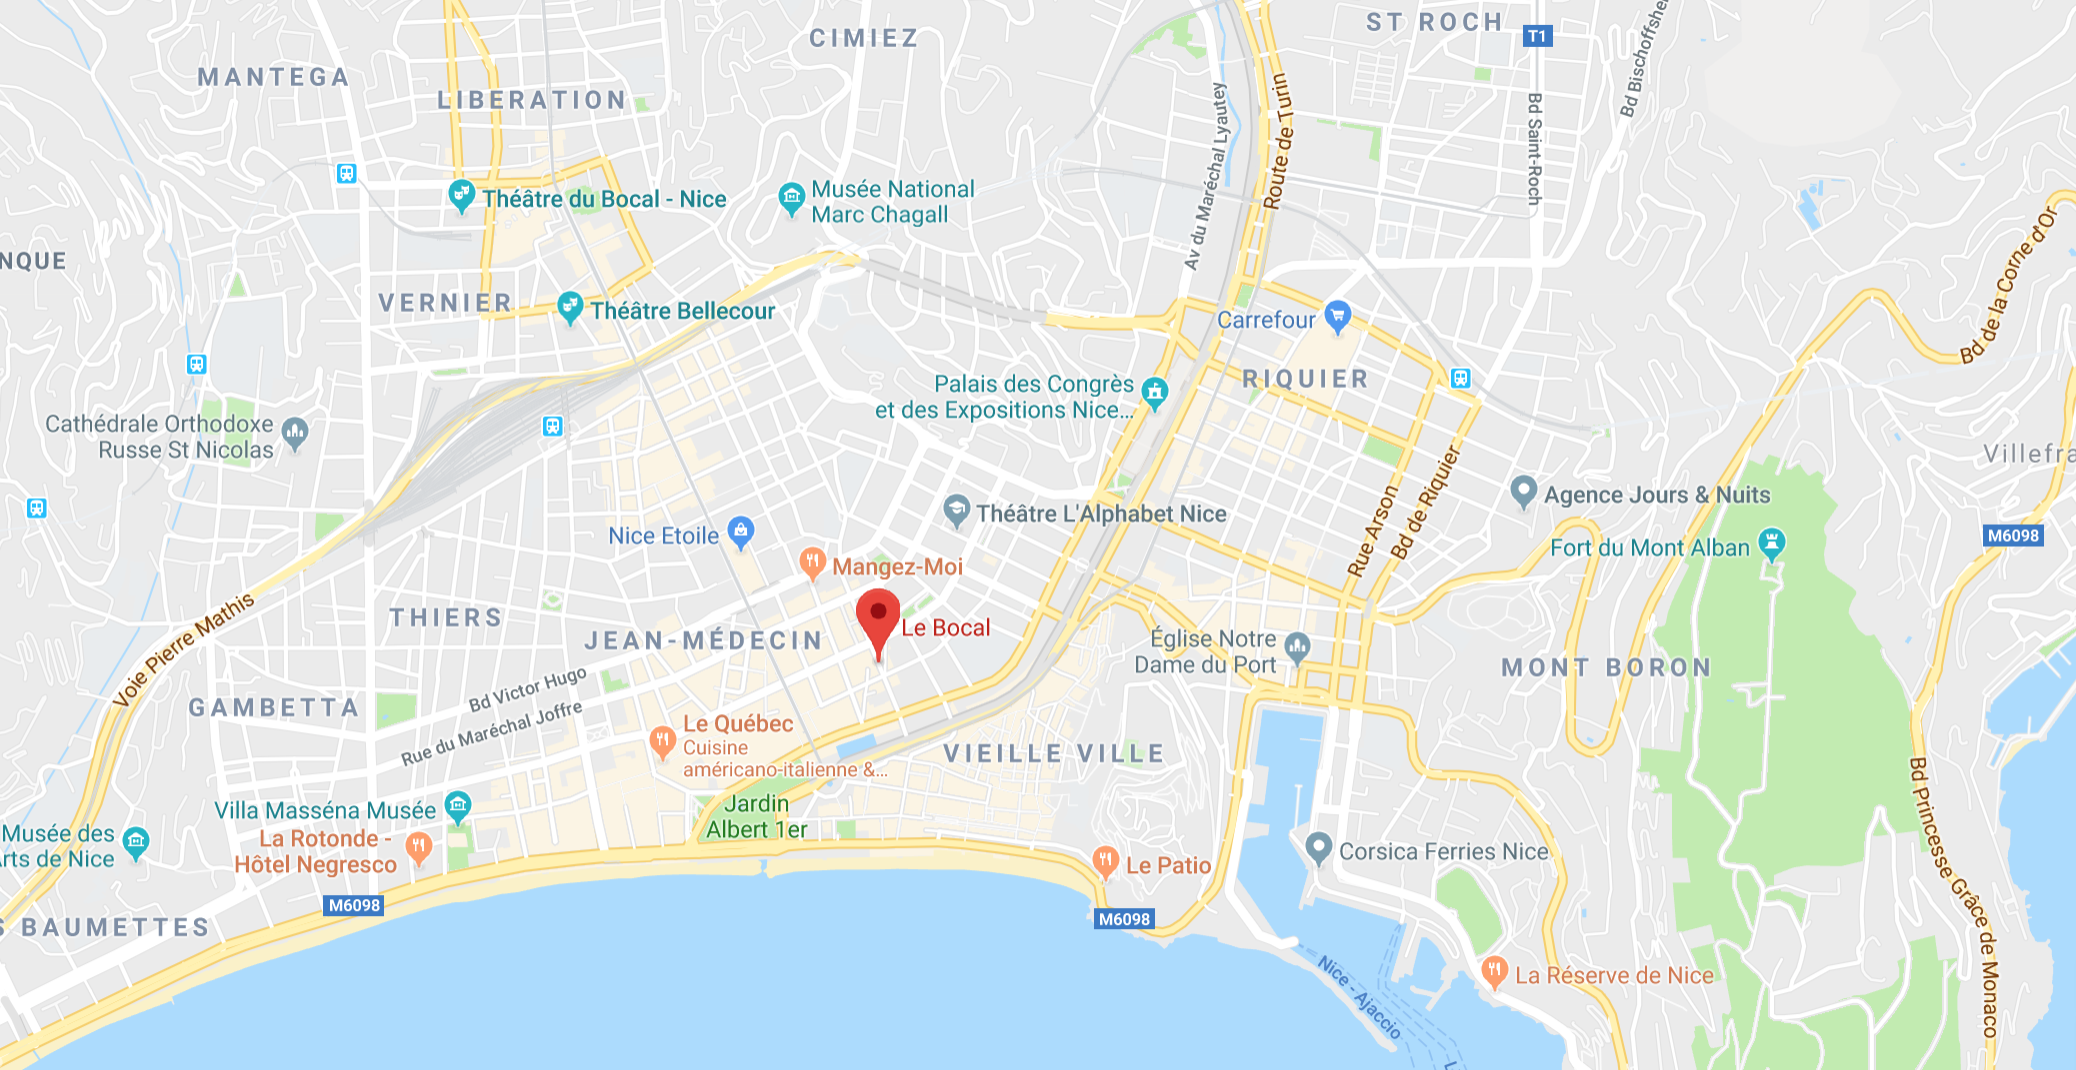 CIMIEZ
ST ROCH
T1
Bd Bischoffshe
MANTEGA
LIBERATION
Bd Saint-Roch
Route de Turin
Av du Maréchal Lyautey
Théâtre du Bocal - Nice
Musée National
Marc Chagall
NQUE
VERNIER
Théâtre Bellecour
Carrefour
Bd de la Corne d'Or
RIQUIER
Palais des Congrès
et des Expositions Nice...
Cathédrale Orthodoxe
Russe St Nicolas
Villefra
Agence Jours & Nuits
Théâtre L'Alphabet Nice
Rue Arson
Bd de Riquier
Nice Etoile
M6098
Fort du Mont Alban
Mangez-Moi
THIERS
Voie Pierre Mathis
JEAN-MÉDECIN
Le Bocal
Église Notre
Dame du Port
MONT BORON
Bd Victor Hugo
GAMBETTA
Rue du Maréchal Joffre
Le Québec
Cuisine
américano-italienne &...
VIEILLE VILLE
Jardin
Albert 1er
Villa Masséna Musée
Musée des
Arts de Nice
La Rotonde -
Hôtel Negresco
Corsica Ferries Nice
Le Patio
Bd Princesse Grâce de Monaco
M6098
M6098
S BAUMETTES
Nice - Ajaccio
La Réserve de Nice
L